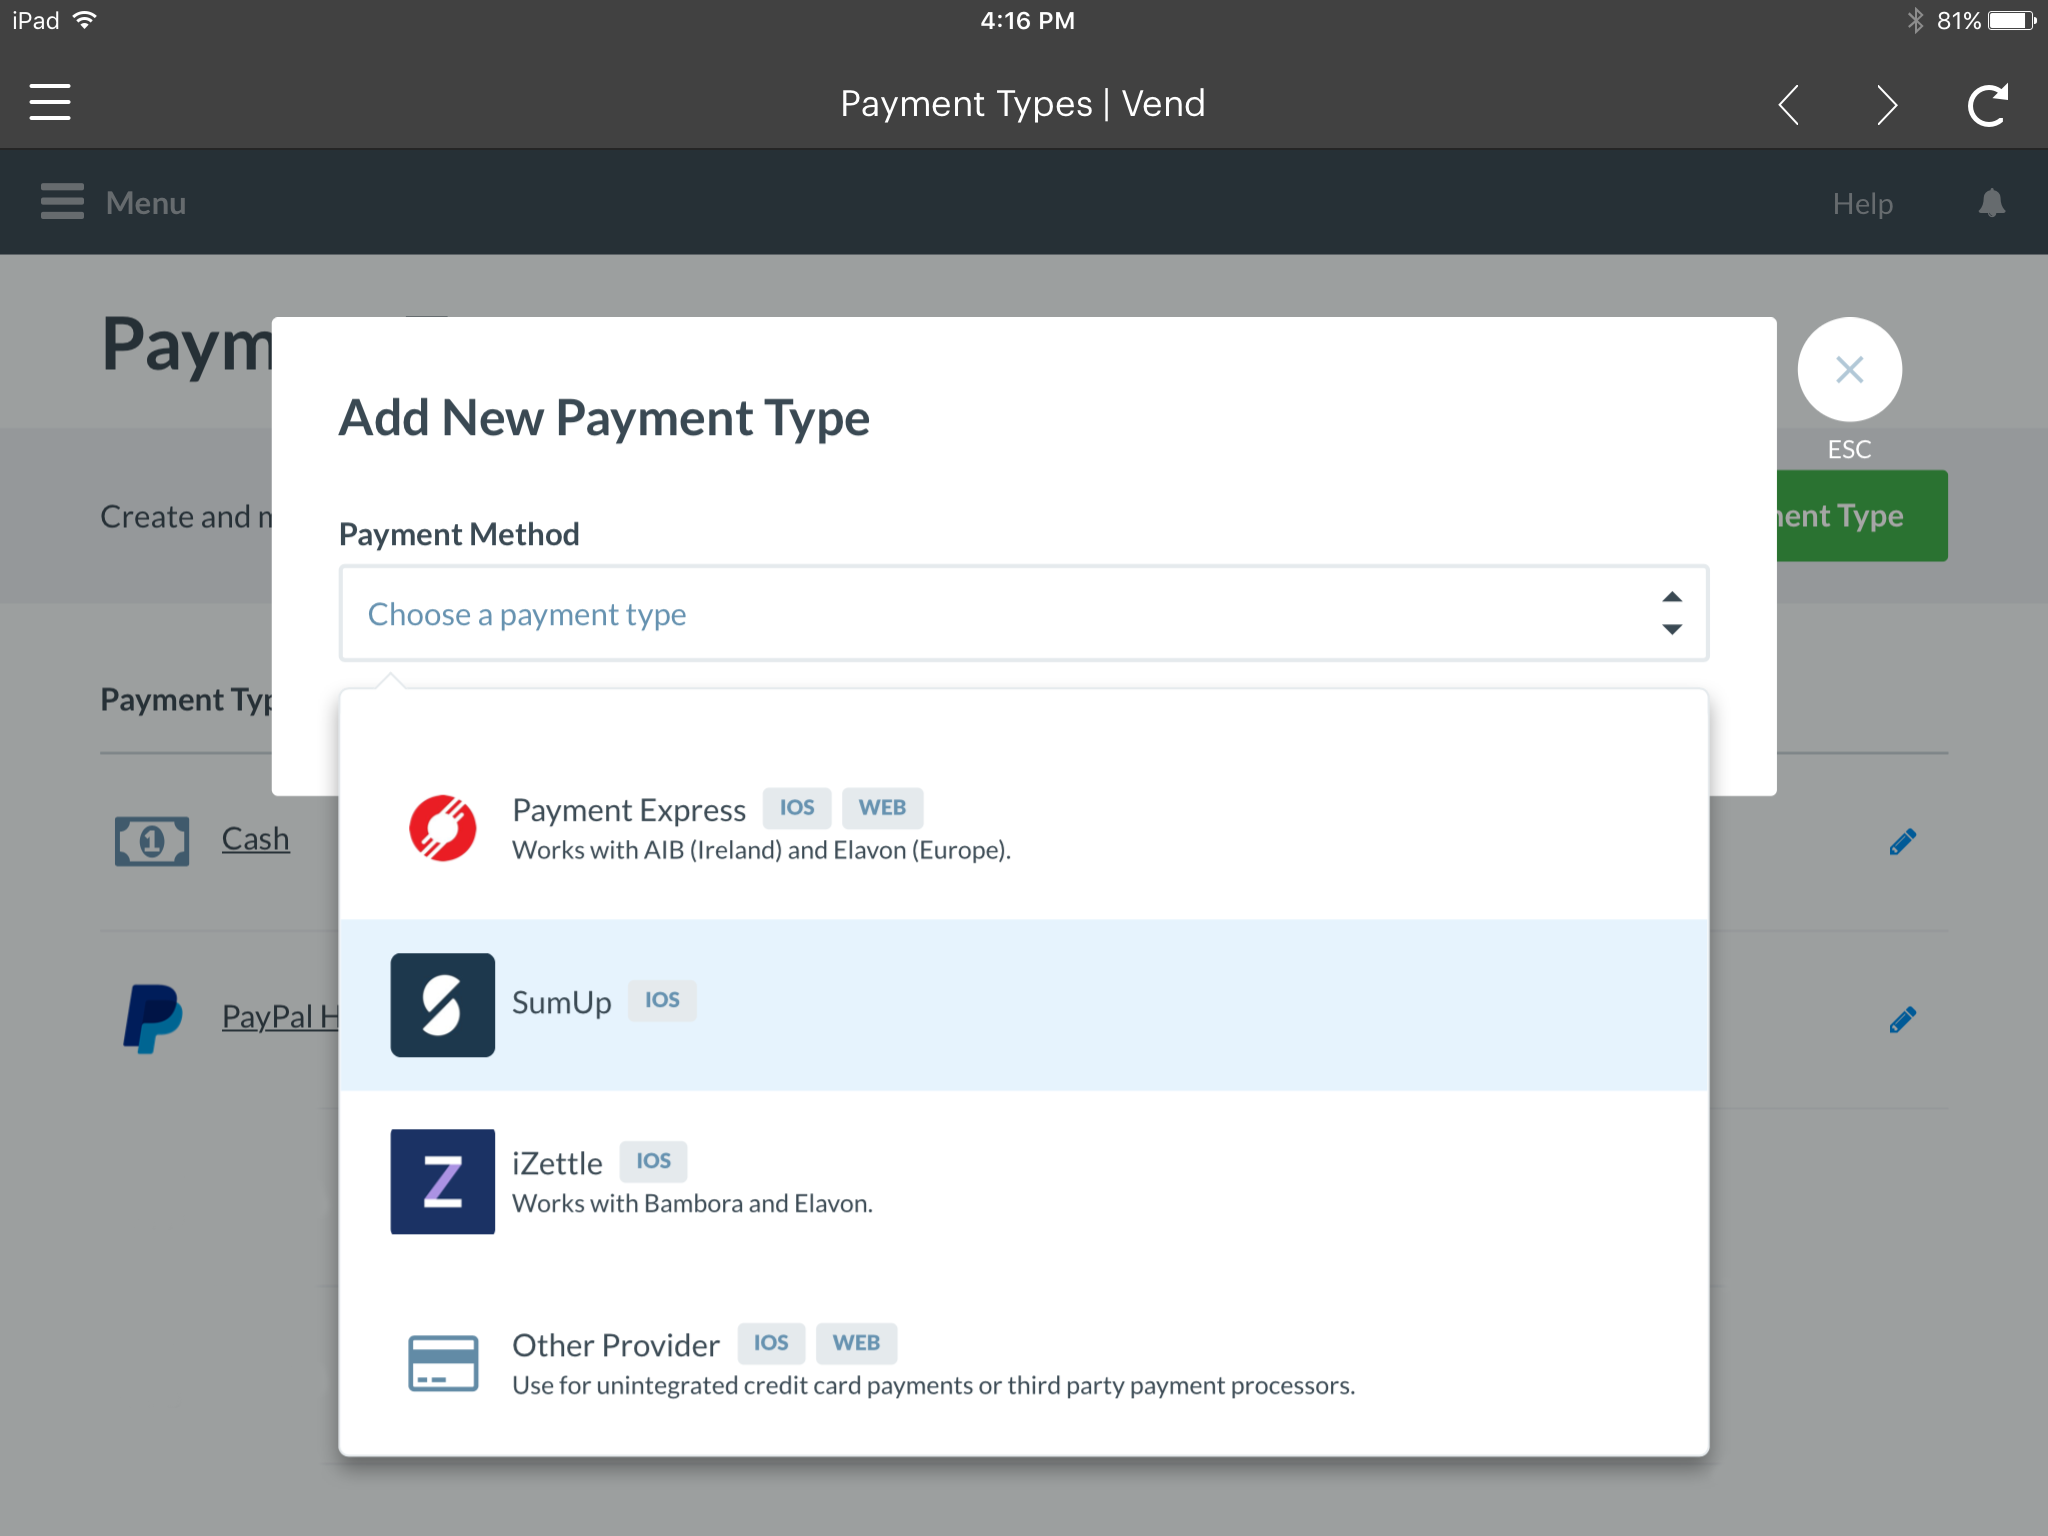 iPad
4:16 PM
81%
Payment Types | Vend
Menu
Help
Paym
Add New Payment Type
ESC
Create and
ent Type
Payment Method
Choose a payment type
Payment Typ
Payment Express IOS WEB
Works with AIB (Ireland) and Elavon (Europe).
1
Cash
SumUp IOS
PayPal H
iZettle IOS
Works with Bambora and Elavon.
Other Provider IOS WEB
Use for unintegrated credit card payments or third party payment processors.